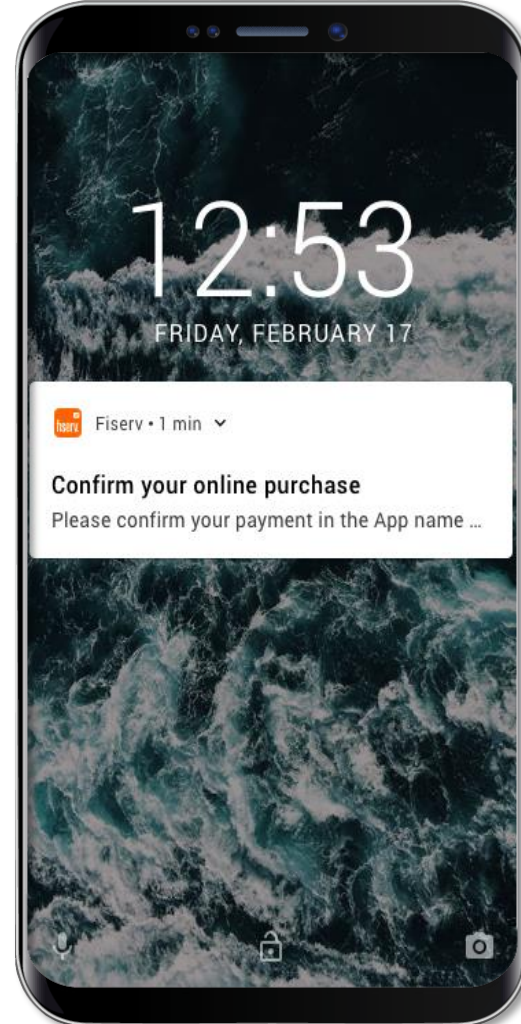 12:53
FRIDAY, FEBRUARY 17
fiserv.
Fiserv • 1 min
Confirm your online purchase
Please confirm your payment in the App name ...